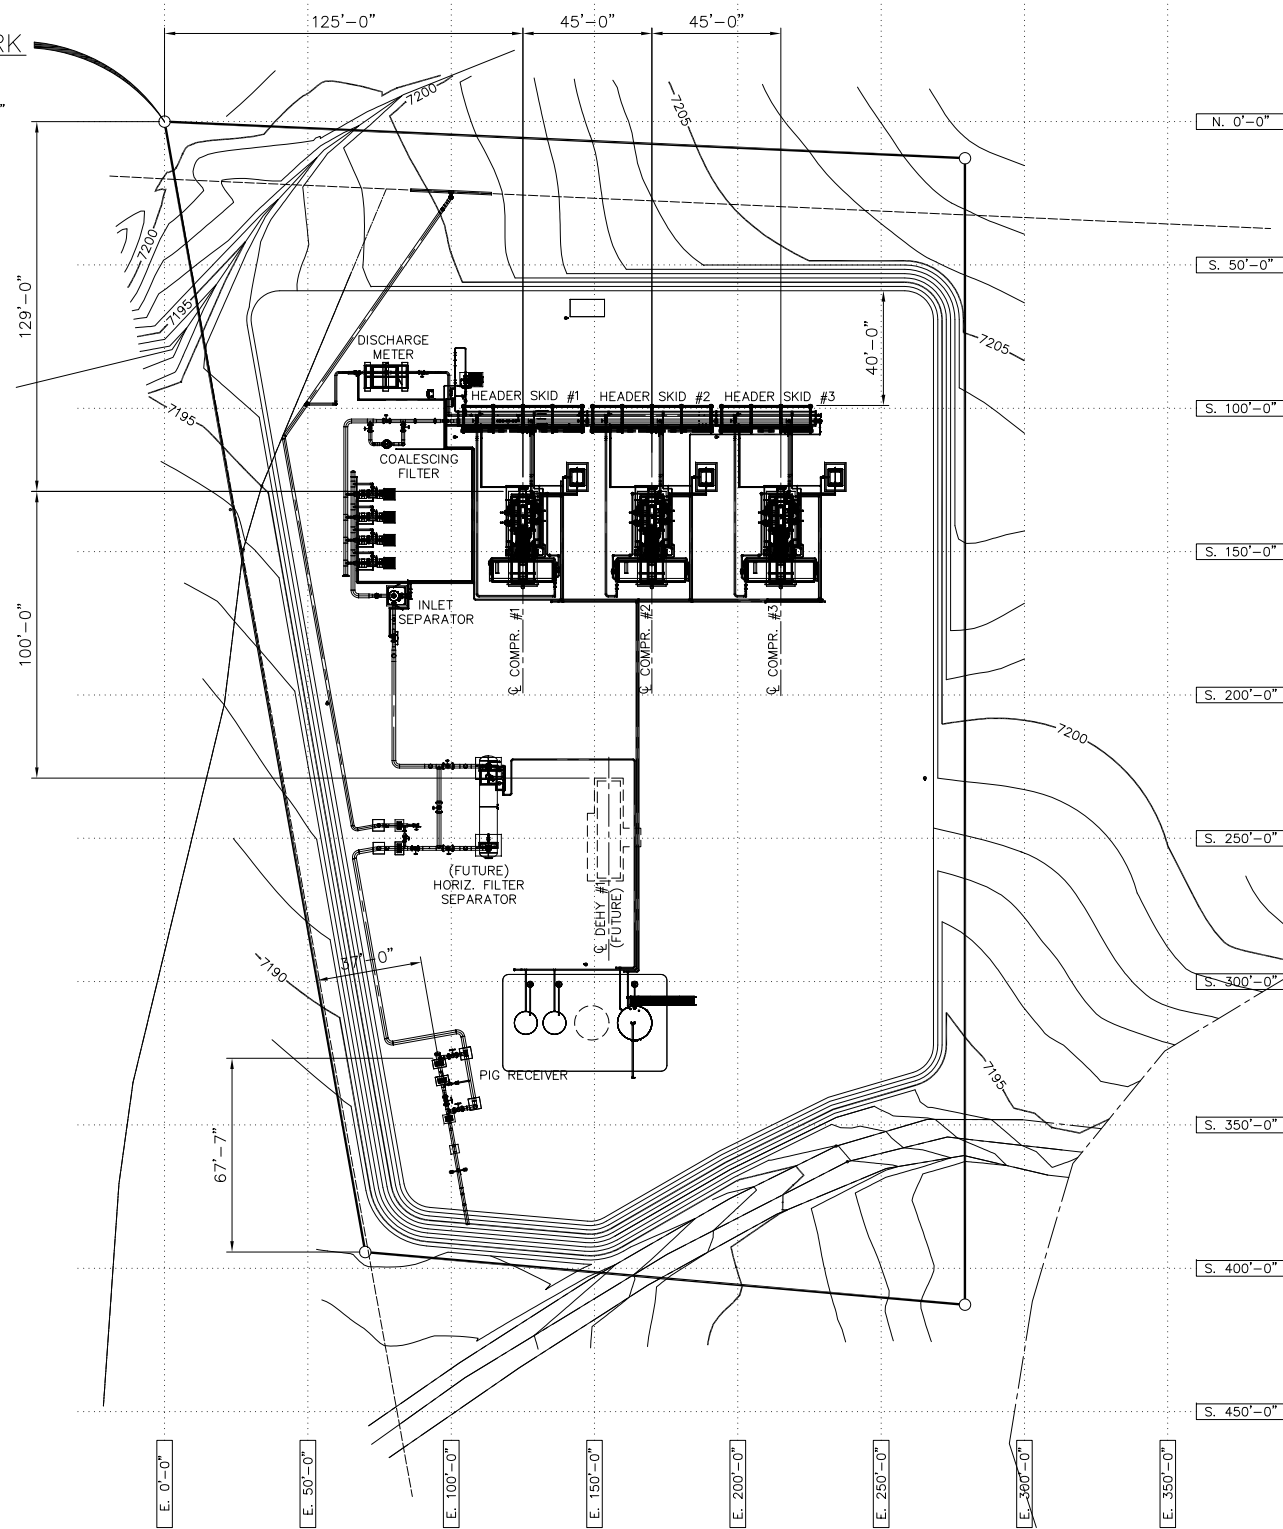 125'-0"
45'-0"
45'-0"
RK
"
7200
7205
N. 0'-0"
7200
7195
S. 50'-0"
129'-0"
40'-0"
7205
DISCHARGE
METER
HEADER SKID #1
HEADER SKID #2
HEADER SKID #3
7195
S. 100'-0"
COALESCING
FILTER
S. 150'-0"
INLET
SEPARATOR
100'-0"
℄ COMPR. #1
℄ COMPR. #2
℄ COMPR. #3
S. 200'-0"
7200
S. 250'-0"
(FUTURE)
HORIZ. FILTER
SEPARATOR
℄ DEHY #1
(FUTURE)
7190
37'-0"
S. 300'-0"
PIG RECEIVER
7195
67'-7"
S. 350'-0"
S. 400'-0"
S. 450'-0"
E. 0'-0"
E. 50'-0"
E. 100'-0"
E. 150'-0"
E. 200'-0"
E. 250'-0"
E. 300'-0"
E. 350'-0"